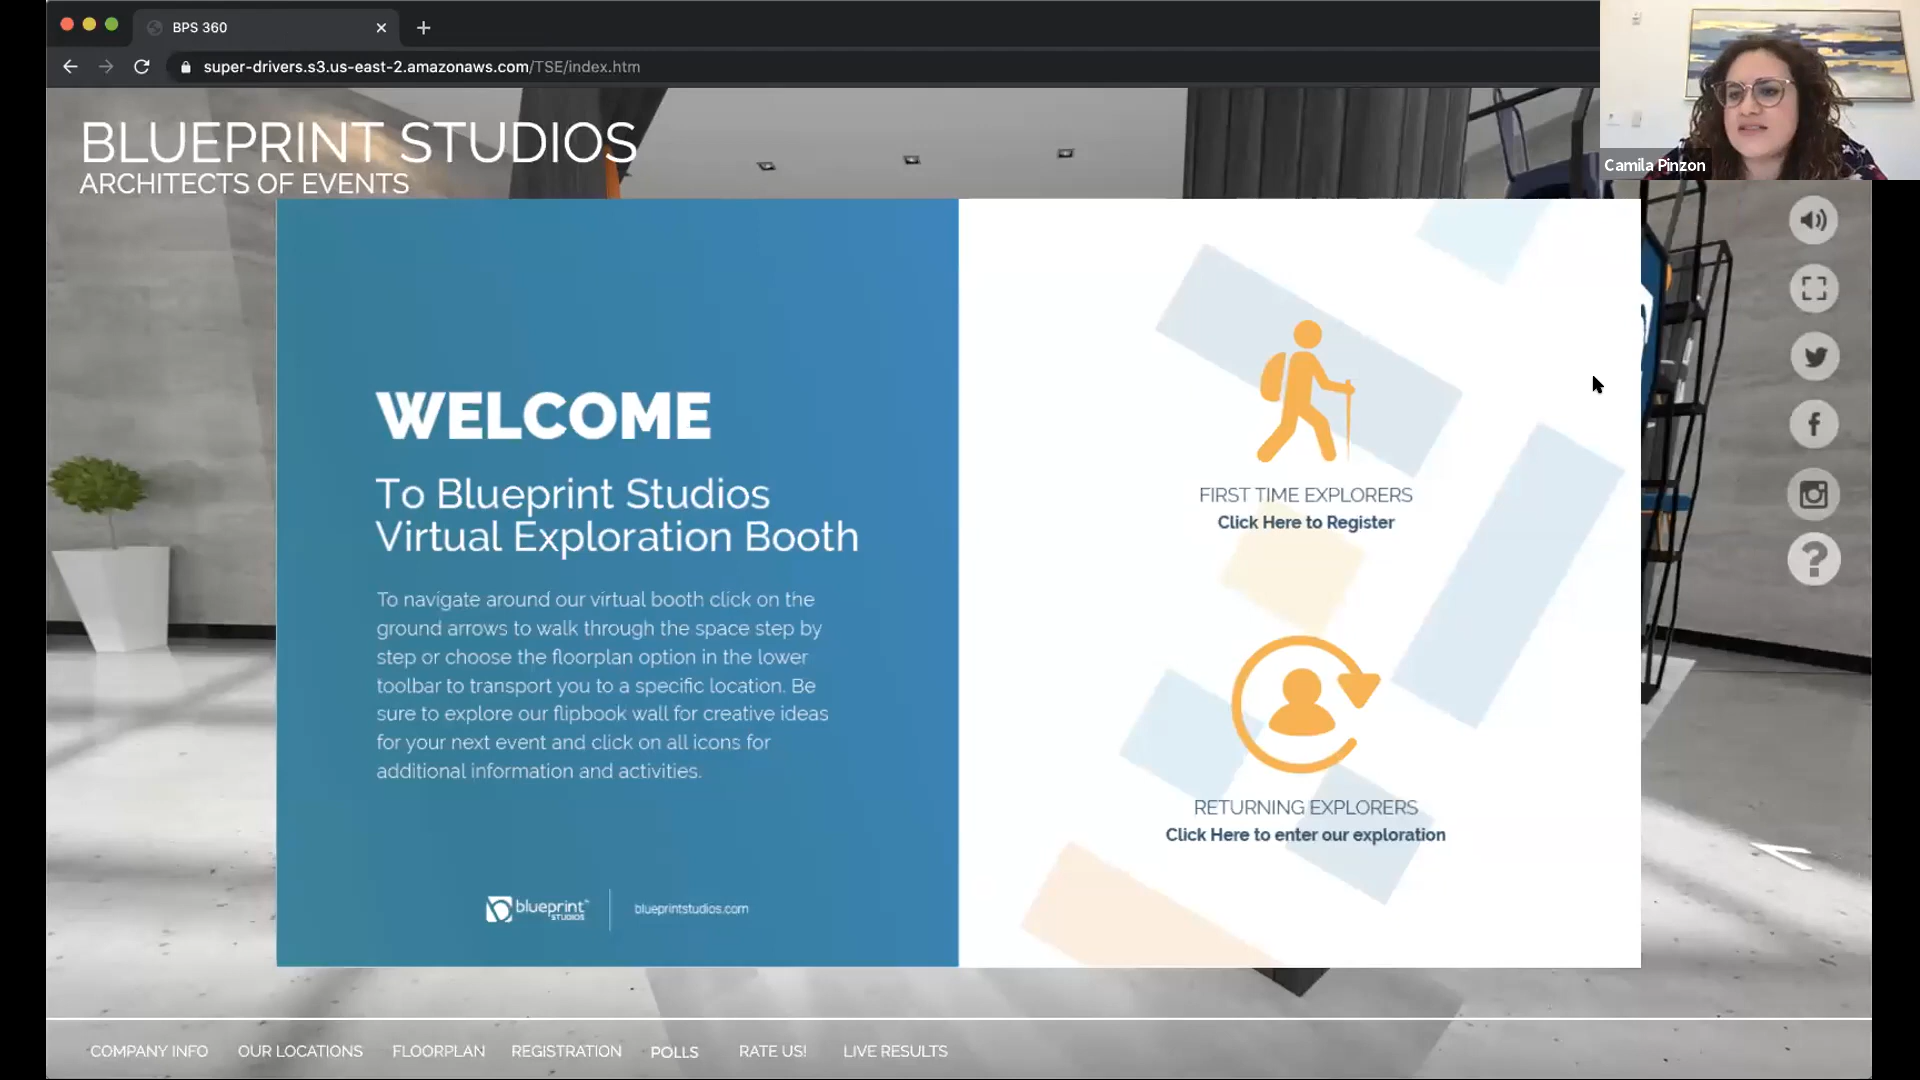 BPS 360
super-drivers.s3.us-east-2.amazonaws.com/TSE/index.htm
Camila Pinzon
BLUEPRINT STUDIOS
ARCHITECTS OF EVENTS
WELCOME
To Blueprint Studios
Virtual Exploration Booth
To navigate around our virtual booth click on the
ground arrows to walk through the space step by
step or choose the floorplan option in the lower
toolbar to transport you to a specific location. Be
sure to explore our flipbook wall for creative ideas
for your next event and click on all icons for
additional information and activities.
blueprint
STUDIOS
blueprintstudios.com
FIRST TIME EXPLORERS
Click Here to Register
RETURNING EXPLORERS
Click Here to enter our exploration
COMPANY INFO OUR LOCATIONS FLOORPLAN REGISTRATION POLLS RATE US! LIVE RESULTS